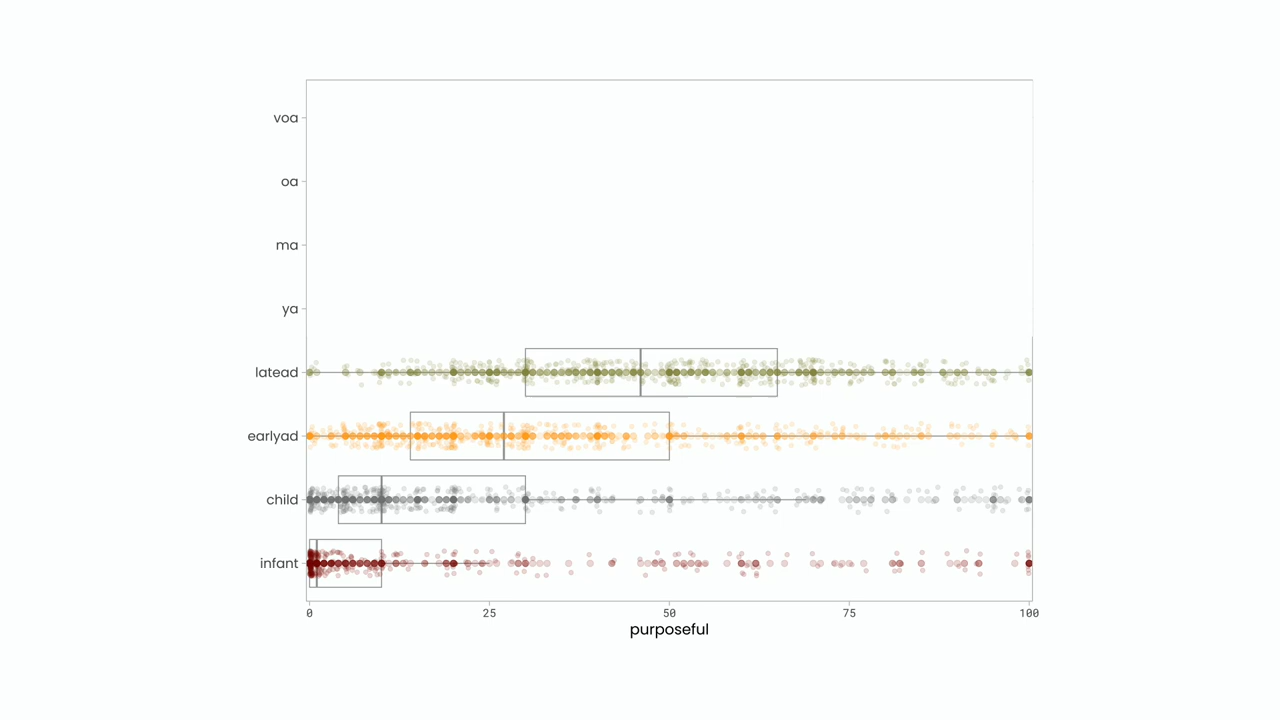 voa
oa
ma
ya
latead
earlyad
child
infant
0 25 50 75 100
purposeful